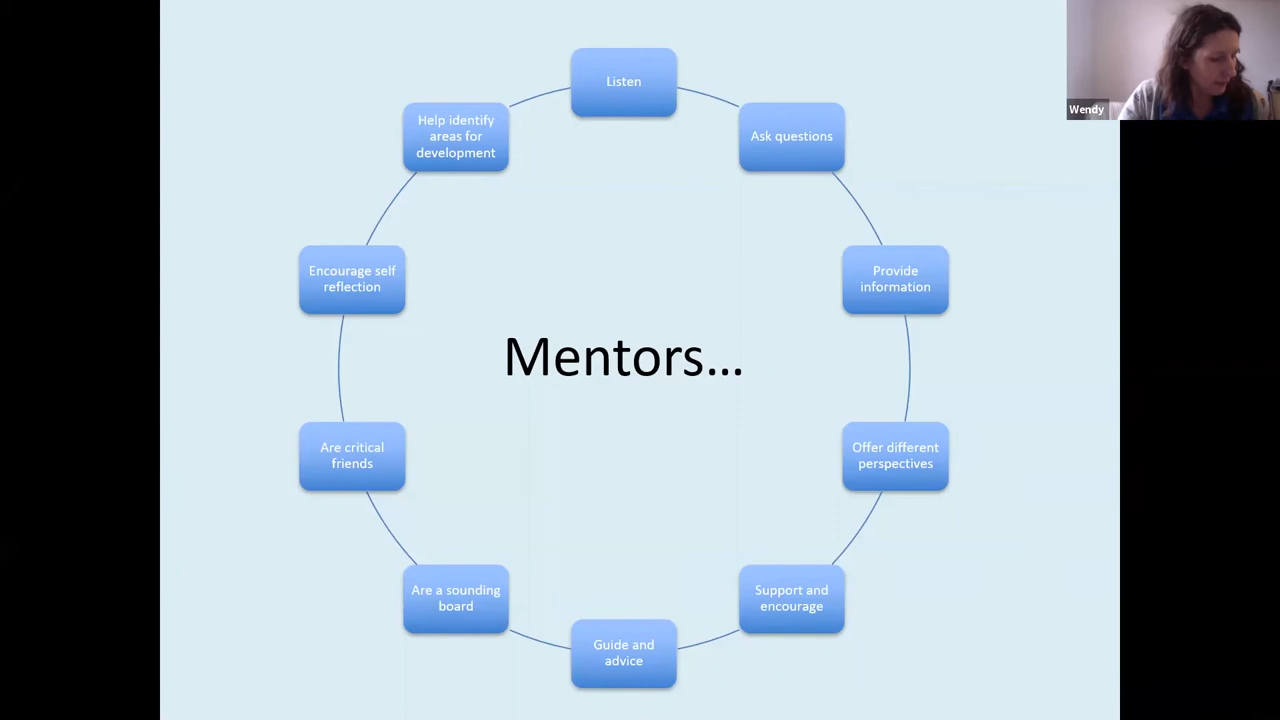 Listen
Ask questions
Provide
information
Offer different
perspectives
Support and
encourage
Guide and
advice
Are a sounding
board
Are critical
friends
Encourage self
reflection
Help identify
areas for
development
Mentors...
Wendy